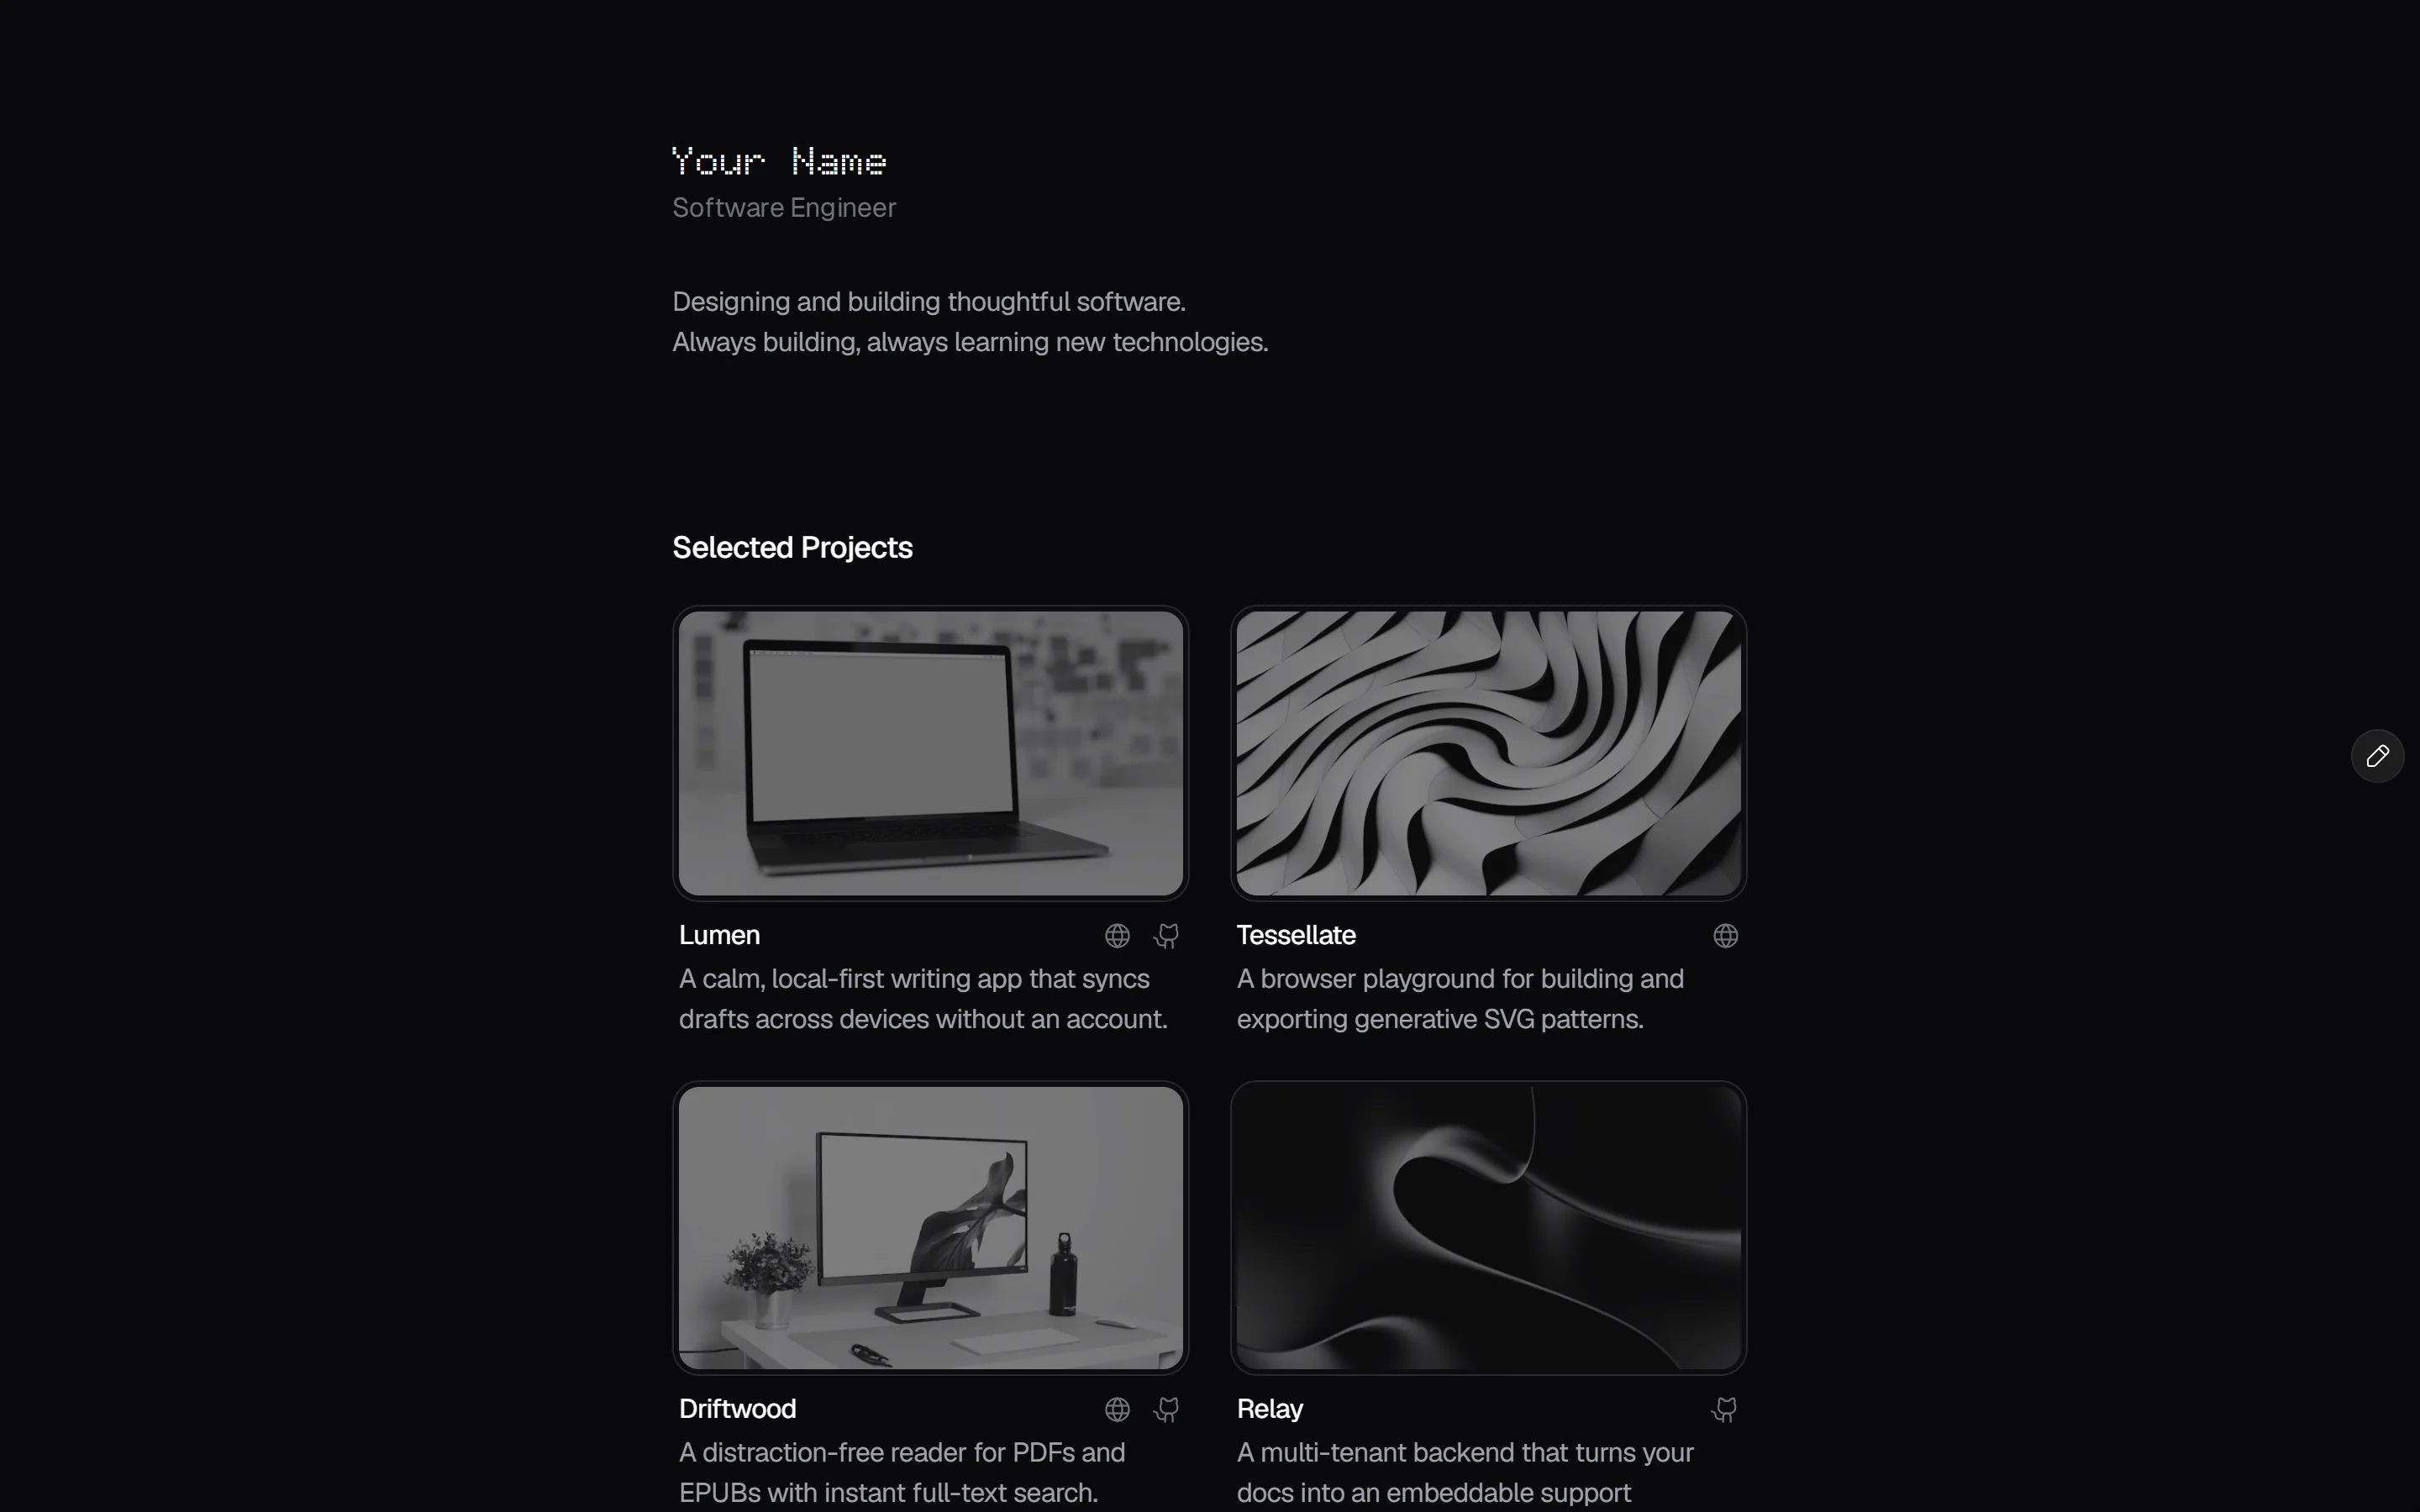 Your Name
Software Engineer
Designing and building thoughtful software.
Always building, always learning new technologies.
Selected Projects
Lumen
A calm, local-first writing app that syncs
drafts across devices without an account.
Tessellate
A browser playground for building and
exporting generative SVG patterns.
Driftwood
A distraction-free reader for PDFs and
EPUBs with instant full-text search.
Relay
A multi-tenant backend that turns your
docs into an embeddable support